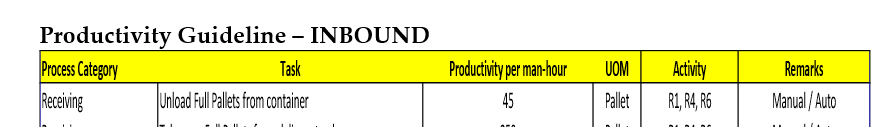 Productivity Guideline – INBOUND
Process Category Task Productivity per man-hour UOM Activity Remarks
Receiving Unload Full Pallets from container 45 Pallet R1, R4, R6 Manual / Auto